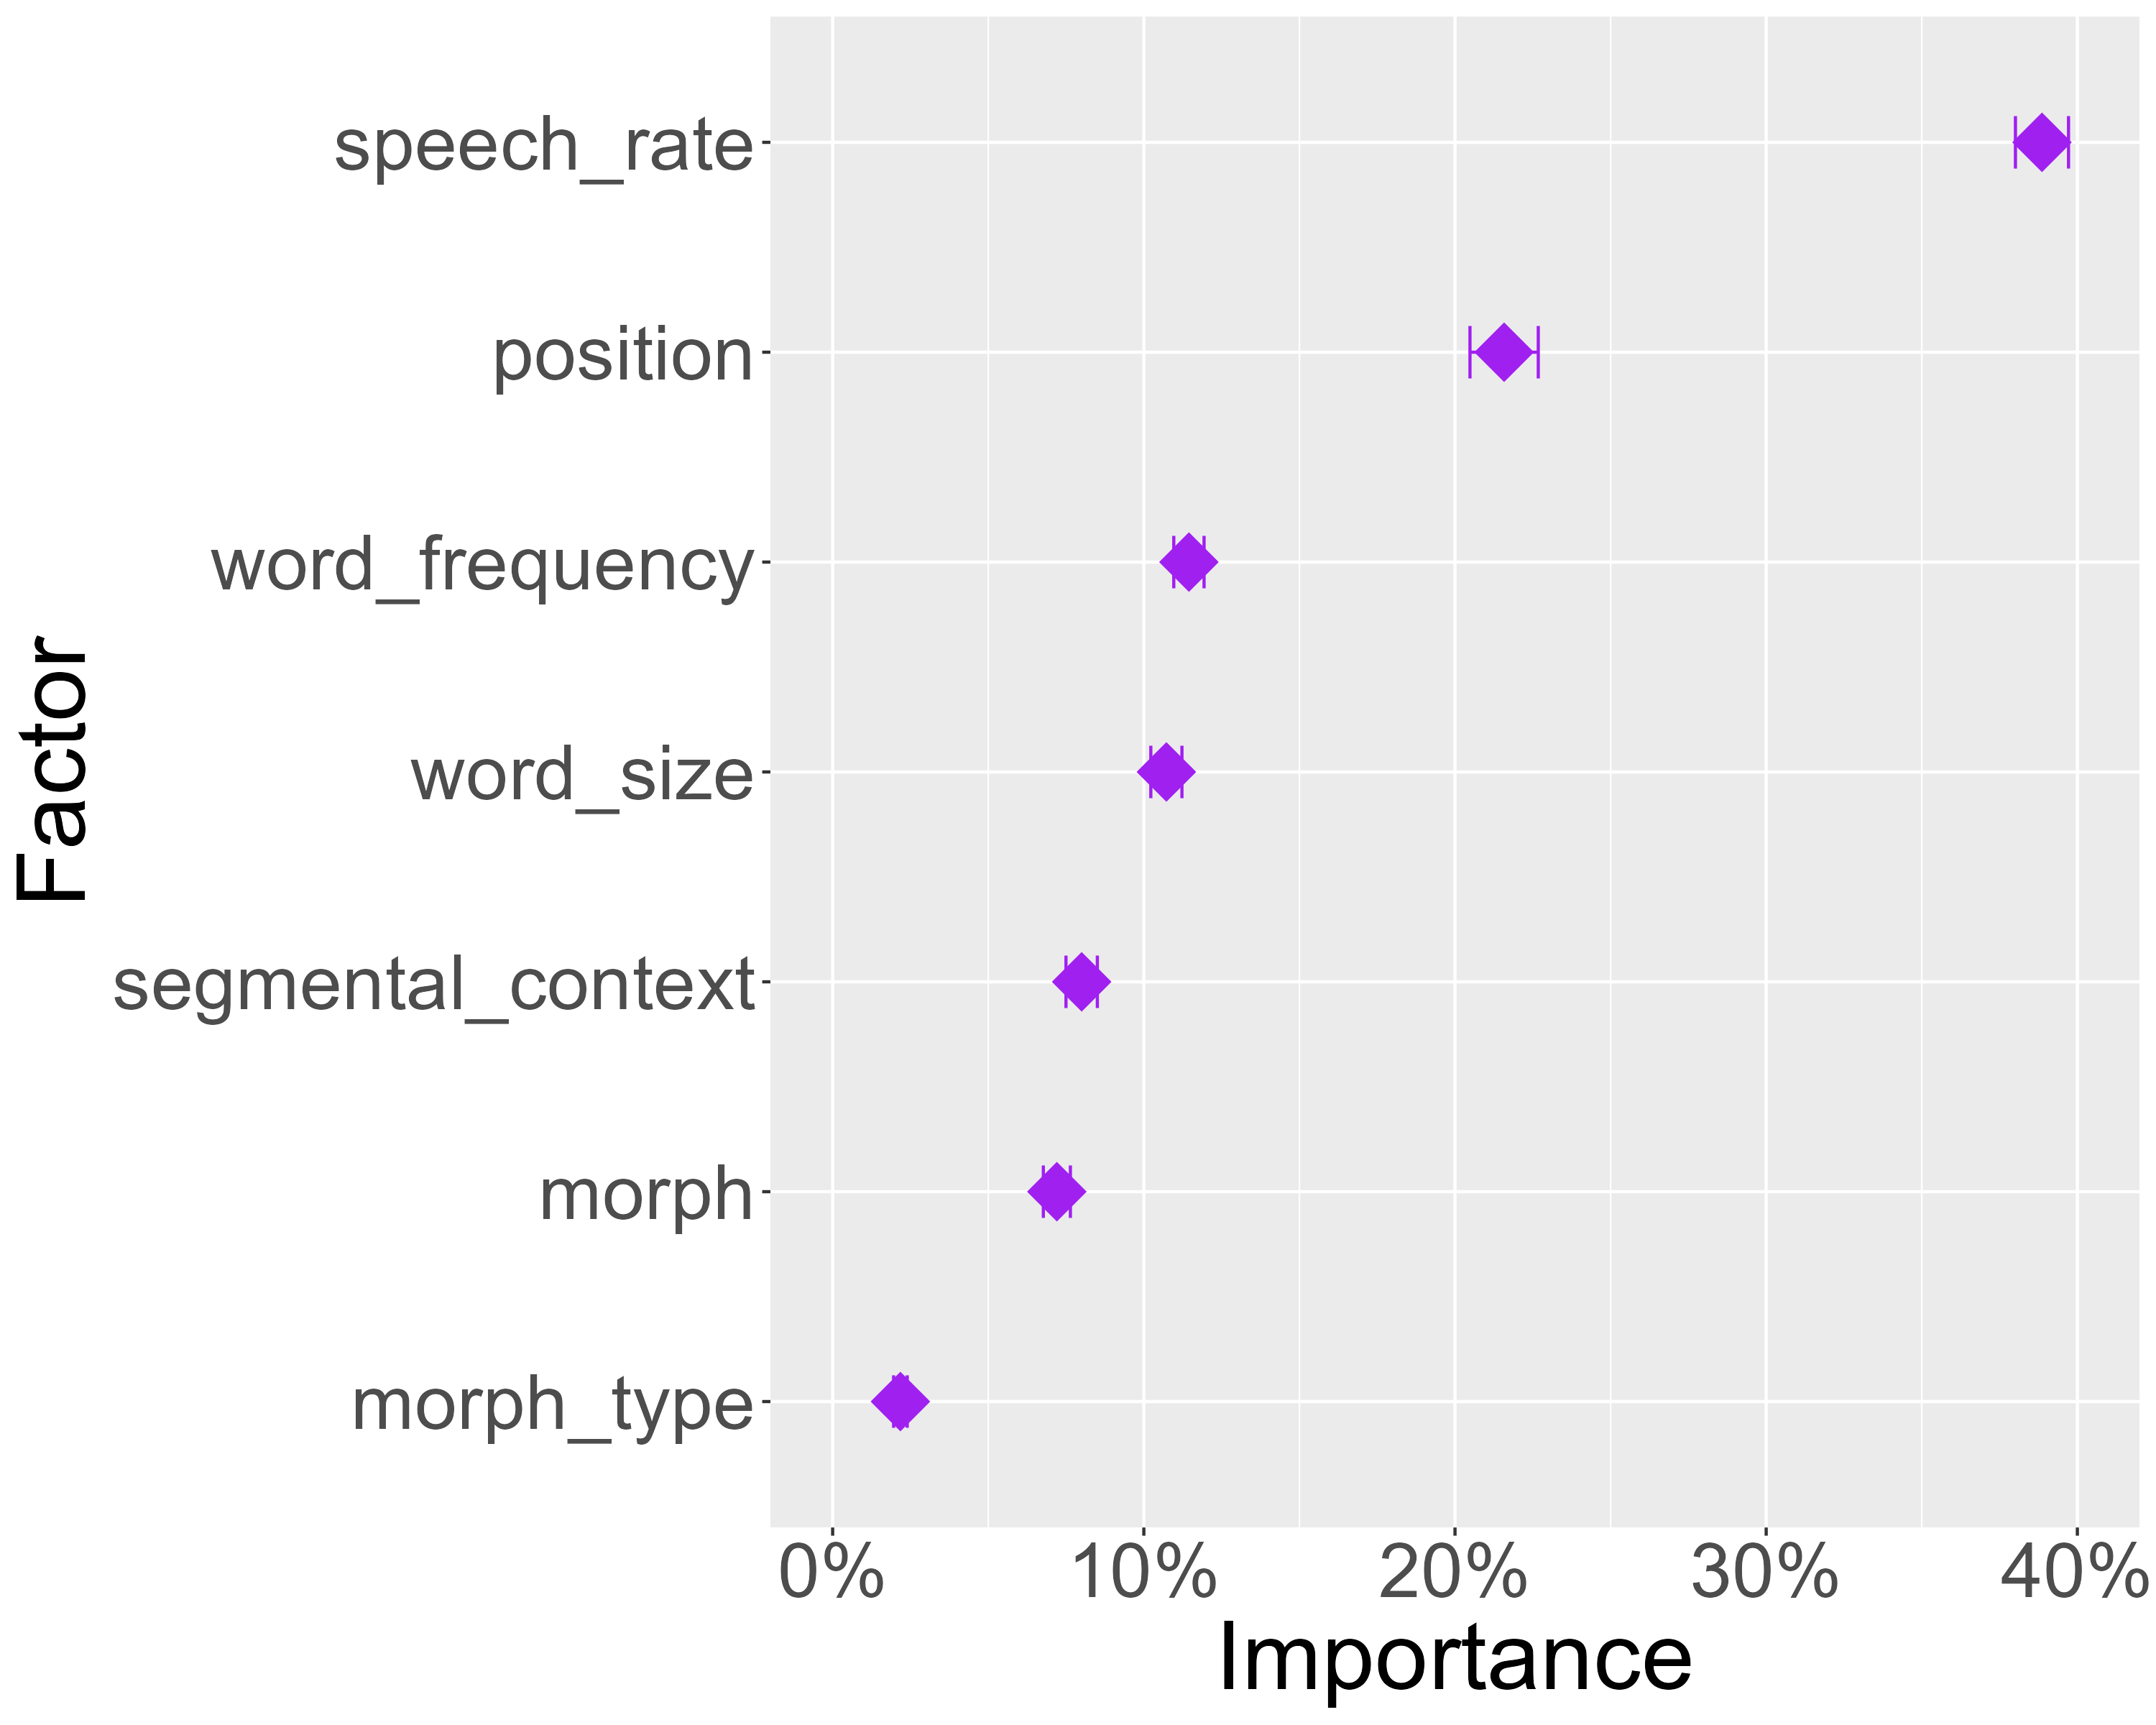 speech_rate
position
word_frequency
word_size
segmental_context
morph
morph_type
Factor
0% 10% 20% 30% 40%
Importance